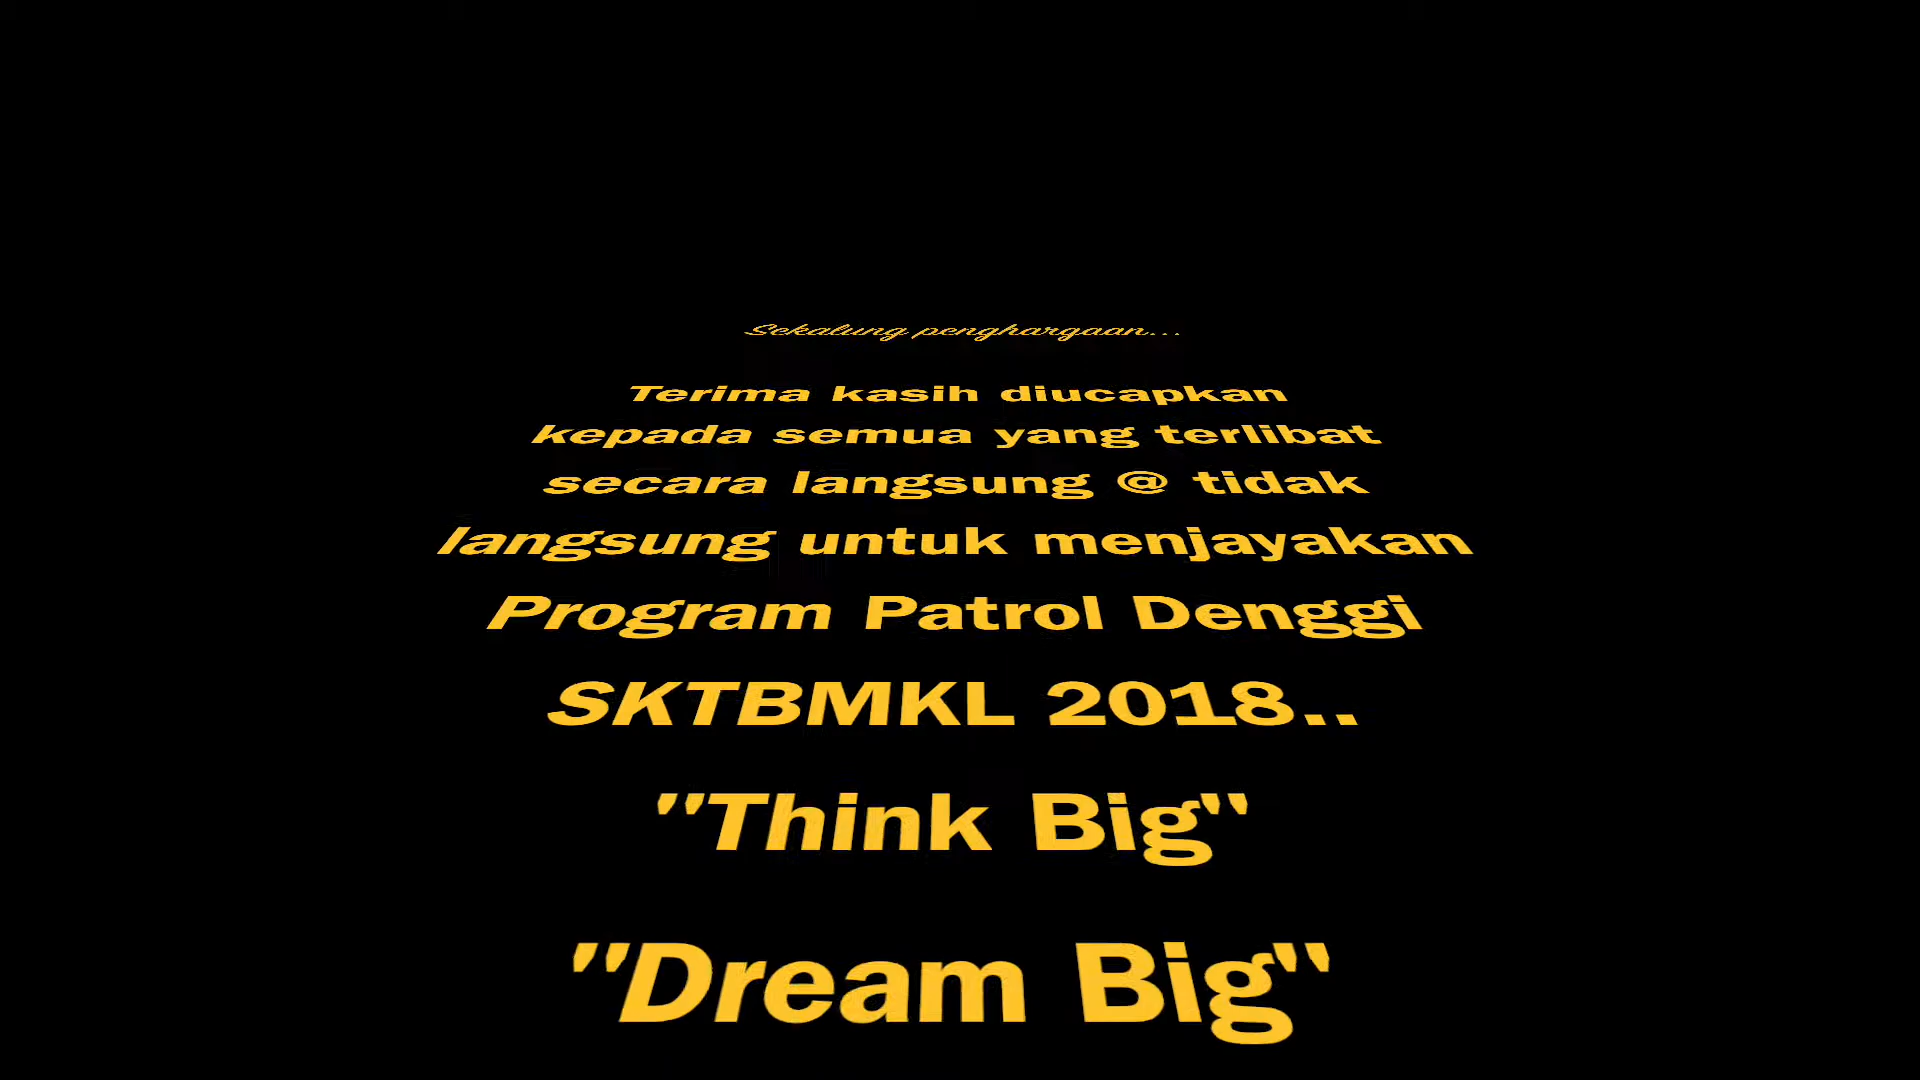 Sekalung penghargaan...
Terima kasih diucapkan
kepada semua yang terlibat
secara langsung @ tidak
langsung untuk menjayakan
Program Patrol Denggi
SKTBMKL 2018..
"Think Big"
"Dream Big"